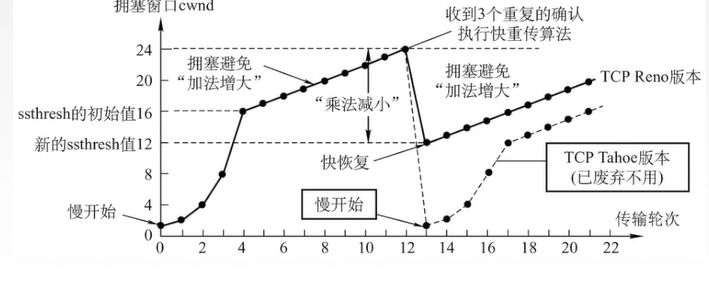 拥塞窗口cwnd
收到3个重复的确认
执行快重传算法
24
拥塞避免
“加法增大”
拥塞避免
“加法增大”
TCP Reno版本
20
ssthresh的初始值16
“乘法减小”
新的ssthresh值12
快恢复
TCP Tahoe版本
(已废弃不用)
8
慢开始
4
慢开始
传输轮次
0
0 2 4 6 8 10 12 14 16 18 20 22